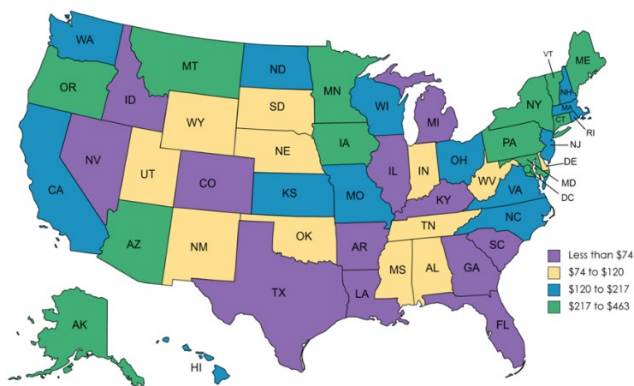 WA
MT
ND
MN
VT
ME
OR
ID
SD
WI
MI
NY
NH
MA
CT
RI
WY
IA
PA
NJ
NV
NE
IL
IN
OH
DE
UT
CO
KS
MO
WV
VA
MD
DC
CA
KY
NC
AZ
NM
OK
AR
TN
SC
MS
AL
GA
TX
LA
FL
AK
HI
Less than $74
$74 to $120
$120 to $217
$217 to $463